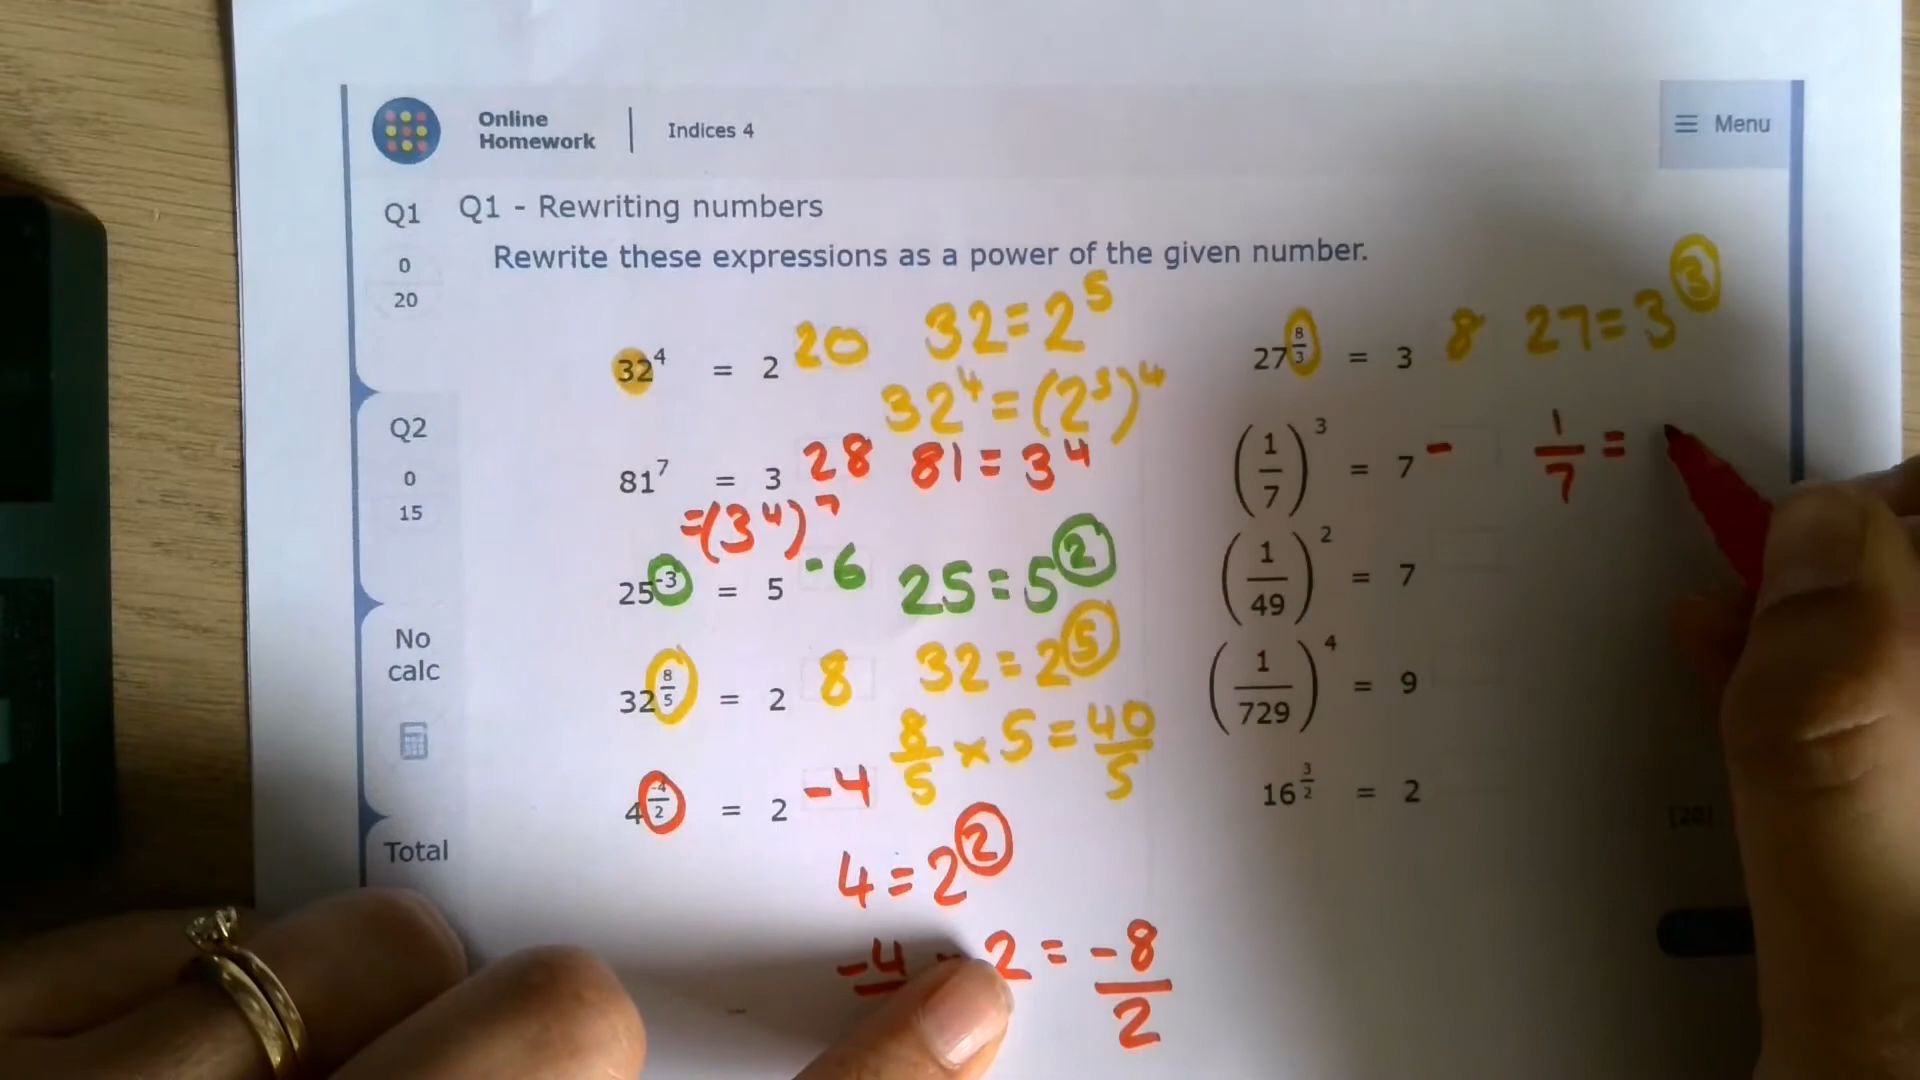 Online Homework | Indices 4
☰ Menu
Q1
0
20
Q2
0
15
No calc
Total
Q1 - Rewriting numbers
Rewrite these expressions as a power of the given number.
32⁴ = 2 20
32 = 2⁵
32⁴ = (2⁵)⁴
81⁷ = 3 28
81 = 3⁴
=(3⁴)⁷
25⁻³ = 5 -6
25 = 5²
32^(8/5) = 2 8
32 = 2⁵
8/5 × 5 = 40/5
4^(-4/2) = 2 -4
4 = 2²
-4 2 = -8/2
27^(8/3) = 3 8
27 = 3³
(1/7)³ = 7 -
1/7 =
(1/49)² = 7
(1/729)⁴ = 9
16^(3/2) = 2
[20]